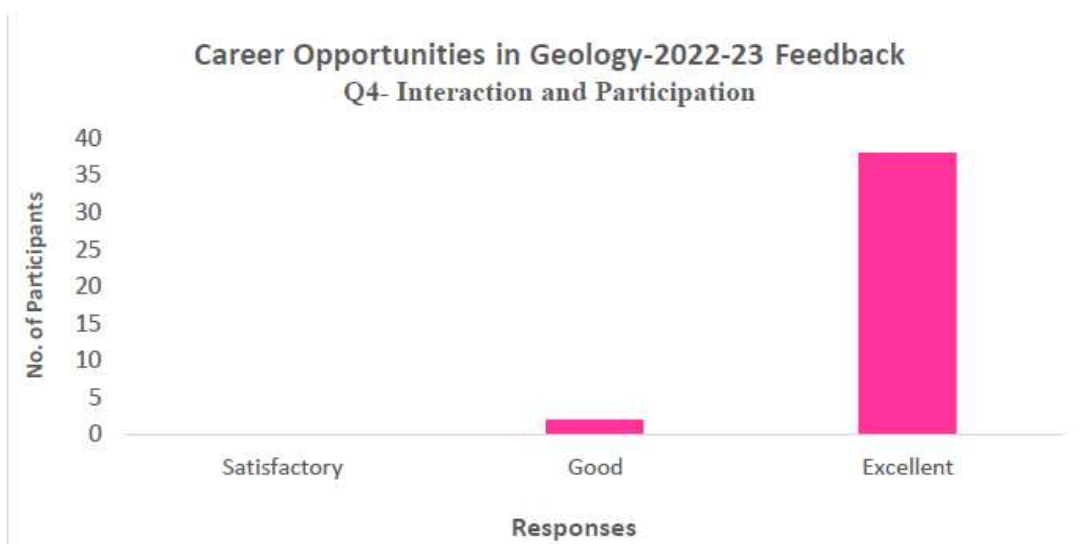 Career Opportunities in Geology-2022-23 Feedback
Q4- Interaction and Participation
No. of Participants
40
35
30
25
20
15
10
5
0
Satisfactory Good Excellent
Responses